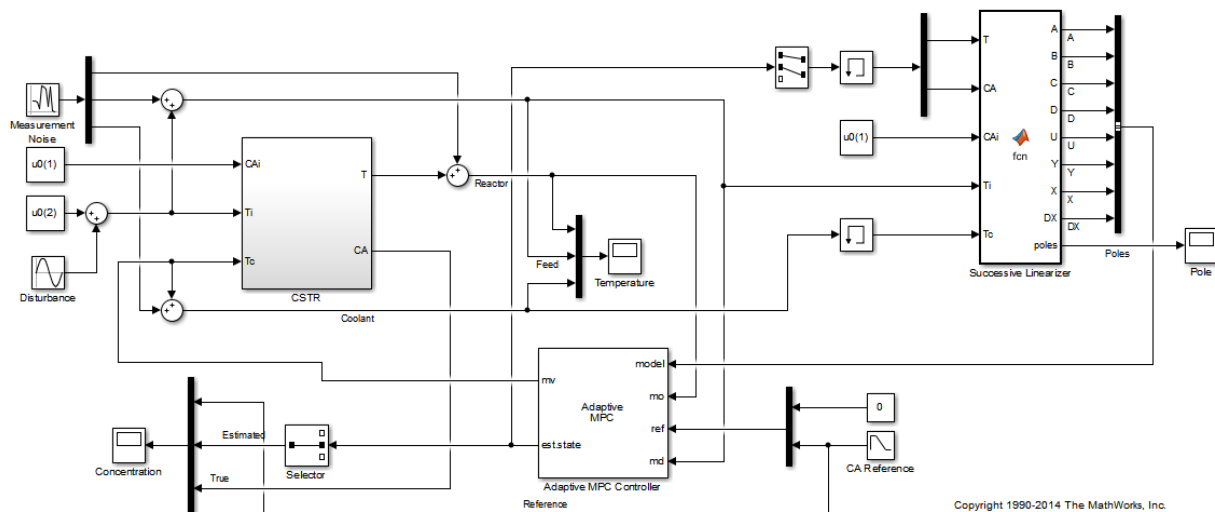 Measurement
Noise
u0(1)
u0(2)
Disturbance
CAi
Ti
Tc
T
CA
CSTR
Reactor
Feed
Coolant
Temperature
u0(1)
T
CA
CAi
Ti
Tc
fcn
A
B
C
D
U
Y
X
DX
poles
A
B
C
D
U
Y
X
DX
Poles
Successive Linearizer
Pole
mv
est.state
Adaptive
MPC
model
mo
ref
md
Adaptive MPC Controller
0
CA Reference
Estimated
True
Selector
Concentration
Reference
Copyright 1990-2014 The MathWorks, Inc.